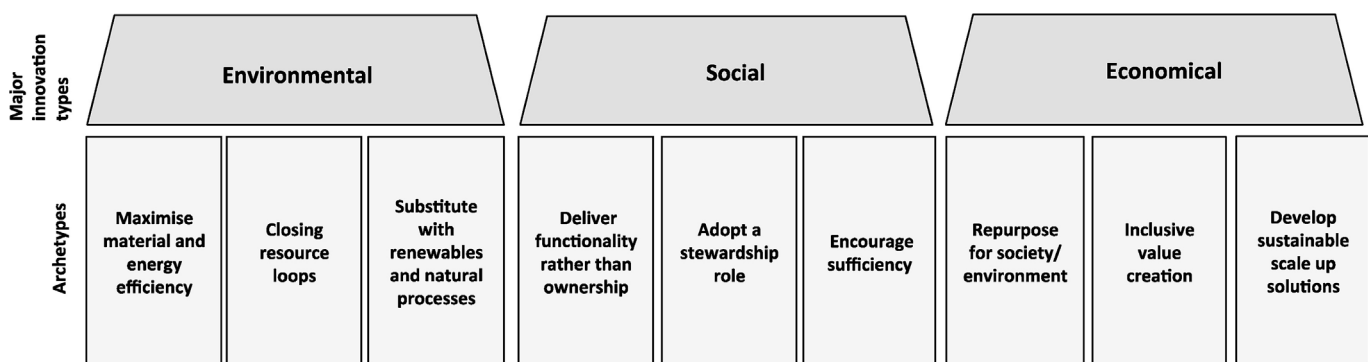 Major
innovation
types
Environmental
Social
Economical
Archetypes
Maximise
material and
energy
efficiency
Closing
resource
loops
Substitute
with
renewables
and natural
processes
Deliver
functionality
rather than
ownership
Adopt a
stewardship
role
Encourage
sufficiency
Repurpose
for society/
environment
Inclusive
value
creation
Develop
sustainable
scale up
solutions